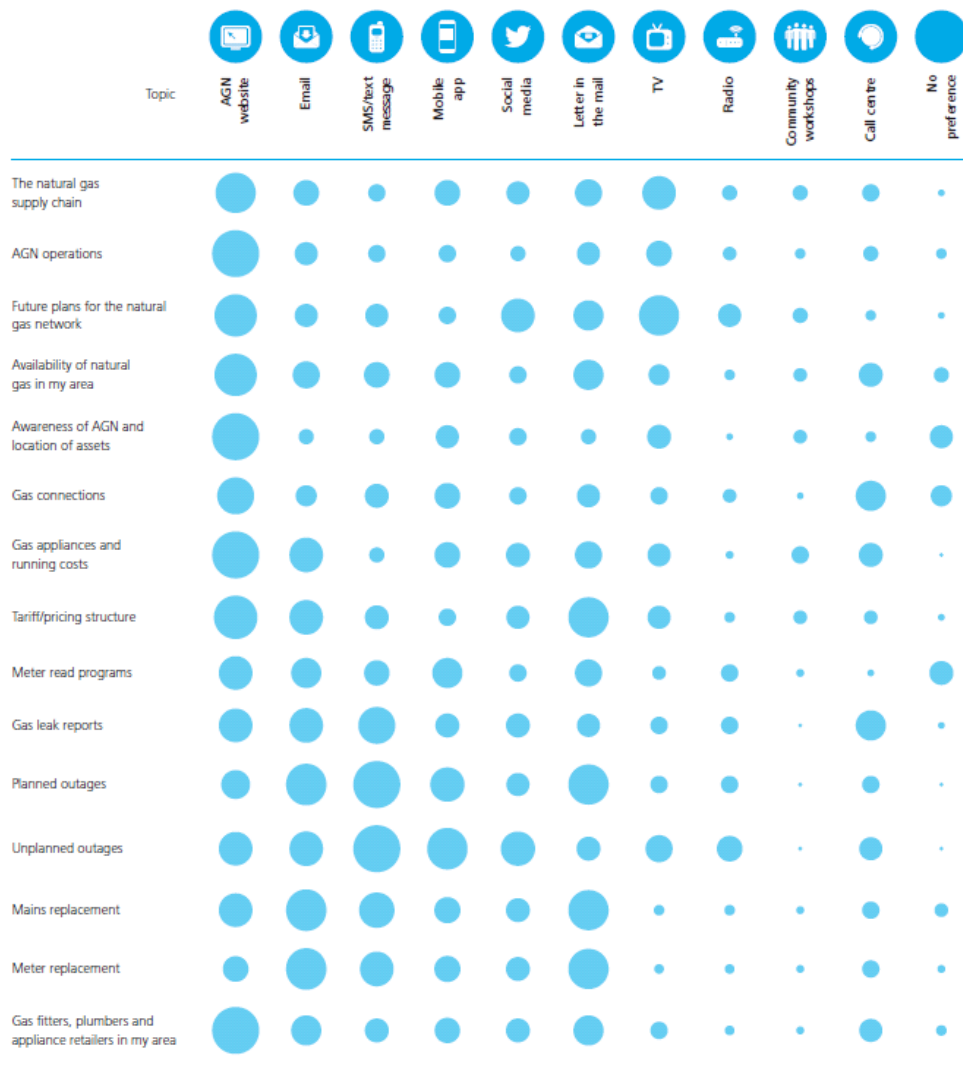 Topic
AGN
website
Email
SMS/text
message
Mobile
app
Social
media
Letter in
the mail
TV
Radio
Community
workshops
Call centre
No
preference
The natural gas
supply chain
AGN operations
Future plans for the natural
gas network
Availability of natural
gas in my area
Awareness of AGN and
location of assets
Gas connections
Gas appliances and
running costs
Tariff/pricing structure
Meter read programs
Gas leak reports
Planned outages
Unplanned outages
Mains replacement
Meter replacement
Gas fitters, plumbers and
appliance retailers in my area